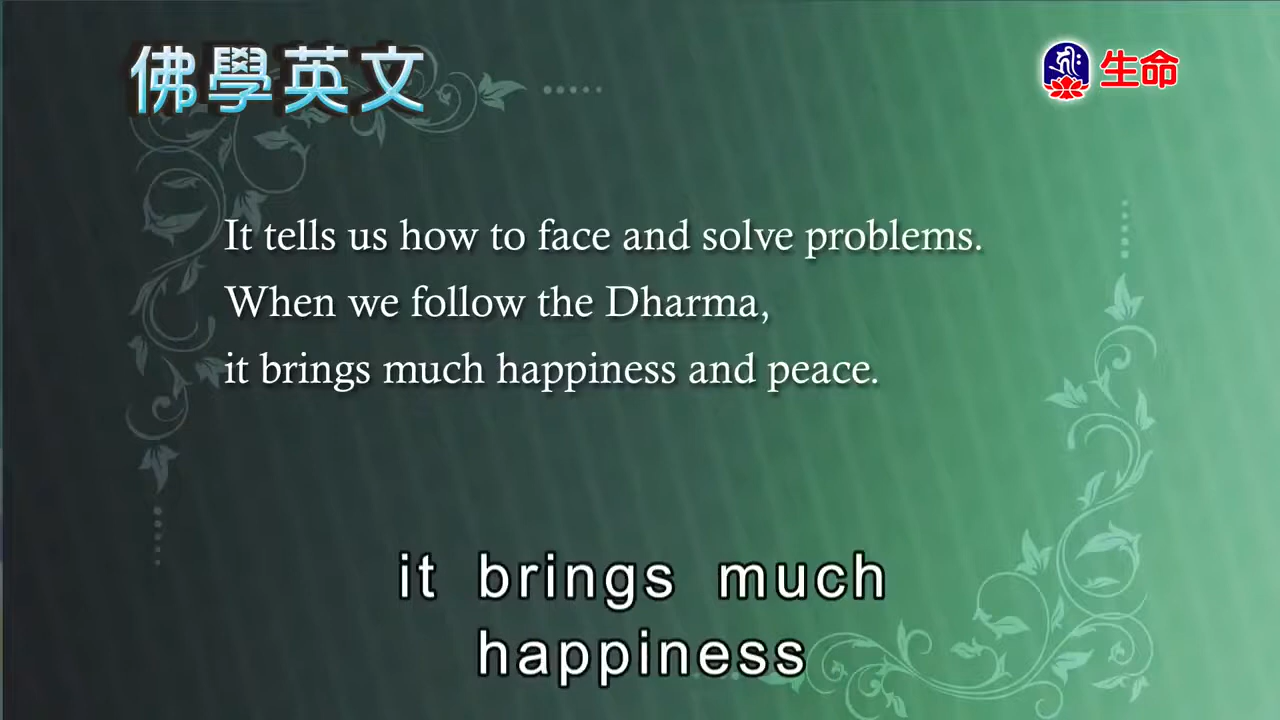 佛學英文
生命
It tells us how to face and solve problems.
When we follow the Dharma,
it brings much happiness and peace.
it brings much
happiness